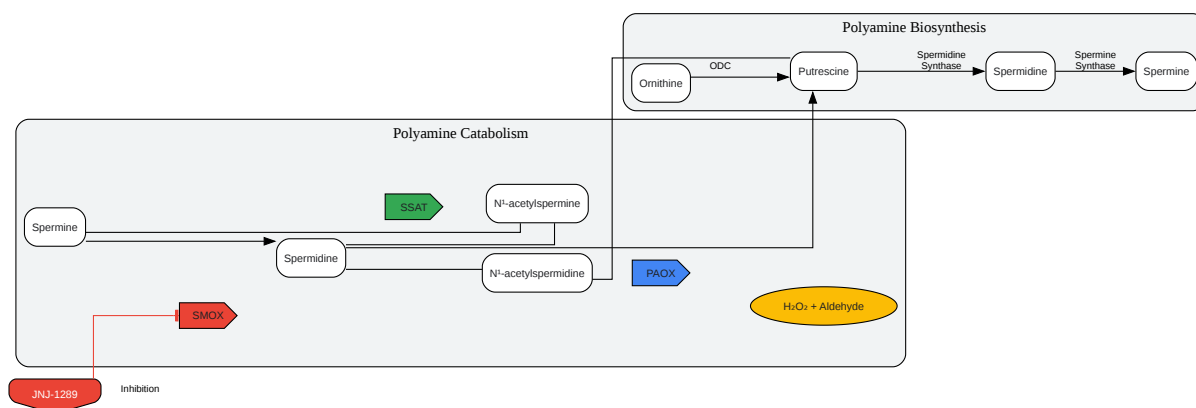 Polyamine Biosynthesis
Ornithine
ODC
Putrescine
Spermidine
Synthase
Spermidine
Spermine
Synthase
Spermine
Polyamine Catabolism
Spermine
SSAT
N¹-acetylspermine
Spermidine
N¹-acetylspermidine
PAOX
SMOX
H₂O₂ + Aldehyde
JNJ-1289
Inhibition